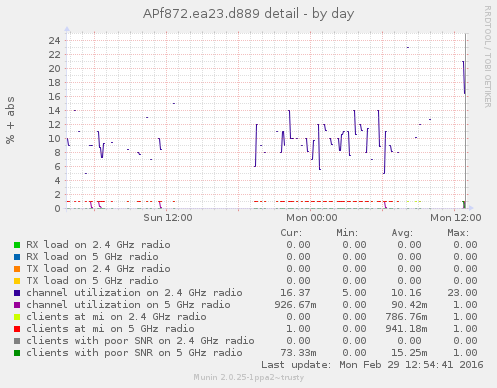 APf872.ea23.d889 detail - by day
RRDTOOL / TOBI OETIKER
% + abs
24
22
20
18
16
14
12
10
8
6
4
2
0
Sun 12:00 Mon 00:00 Mon 12:00
Cur: Min: Avg: Max:
RX load on 2.4 GHz radio 0.00 0.00 0.00 0.00
RX load on 5 GHz radio 0.00 0.00 0.00 0.00
TX load on 2.4 GHz radio 0.00 0.00 0.00 0.00
TX load on 5 GHz radio 0.00 0.00 0.00 0.00
channel utilization on 2.4 GHz radio 16.37 5.00 10.16 23.00
channel utilization on 5 GHz radio 926.67m 0.00 90.42m 1.00
clients at mi on 2.4 GHz radio 0.00 0.00 786.76m 1.00
clients at mi on 5 GHz radio 1.00 0.00 941.18m 1.00
clients with poor SNR on 2.4 GHz radio 0.00 0.00 0.00 0.00
clients with poor SNR on 5 GHz radio 73.33m 0.00 15.25m 1.00
Last update: Mon Feb 29 12:54:41 2016
Munin 2.0.25-1ppa2~trusty